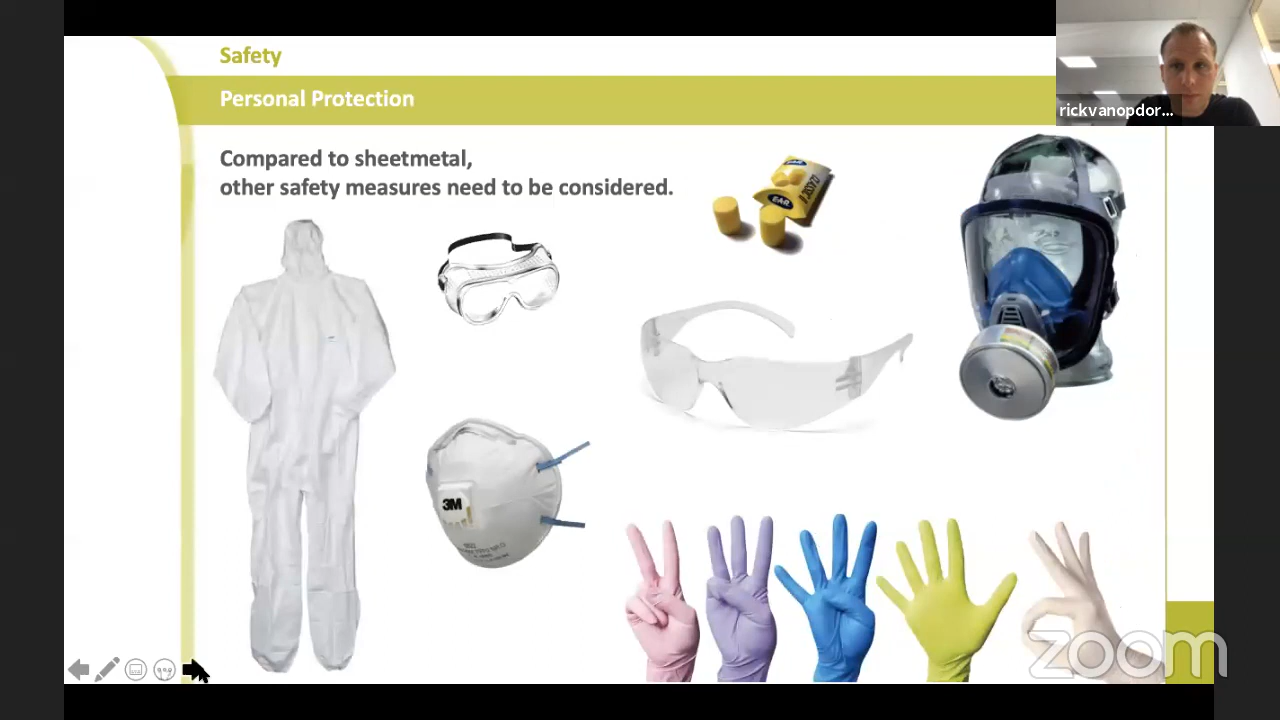 Safety
Personal Protection
rickvanopdor...
Compared to sheetmetal,
other safety measures need to be considered.
E·A·R
3M
zoom